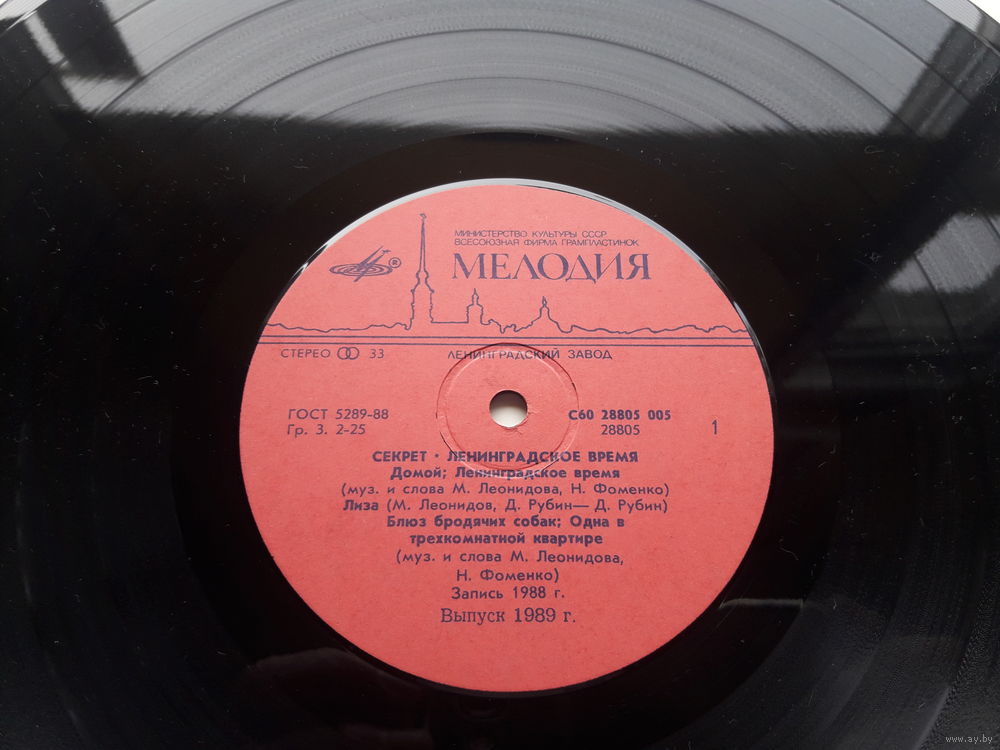 МИНИСТЕРСТВО КУЛЬТУРЫ СССР
ВСЕСОЮЗНАЯ ФИРМА ГРАМПЛАСТИНОК
МЕЛОДИЯ
®
СТЕРЕО 33
ЛЕНИНГРАДСКИЙ ЗАВОД
ГОСТ 5289-88
Гр. 3. 2-25
С60 28805 005
28805
1
СЕКРЕТ · ЛЕНИНГРАДСКОЕ ВРЕМЯ
Домой; Ленинградское время
(муз. и слова М. Леонидова, Н. Фоменко)
Лиза (М. Леонидов, Д. Рубин— Д. Рубин)
Блюз бродячих собак; Одна в
трехкомнатной квартире
(муз. и слова М. Леонидова,
Н. Фоменко)
Запись 1988 г.
Выпуск 1989 г.
www.ay.by